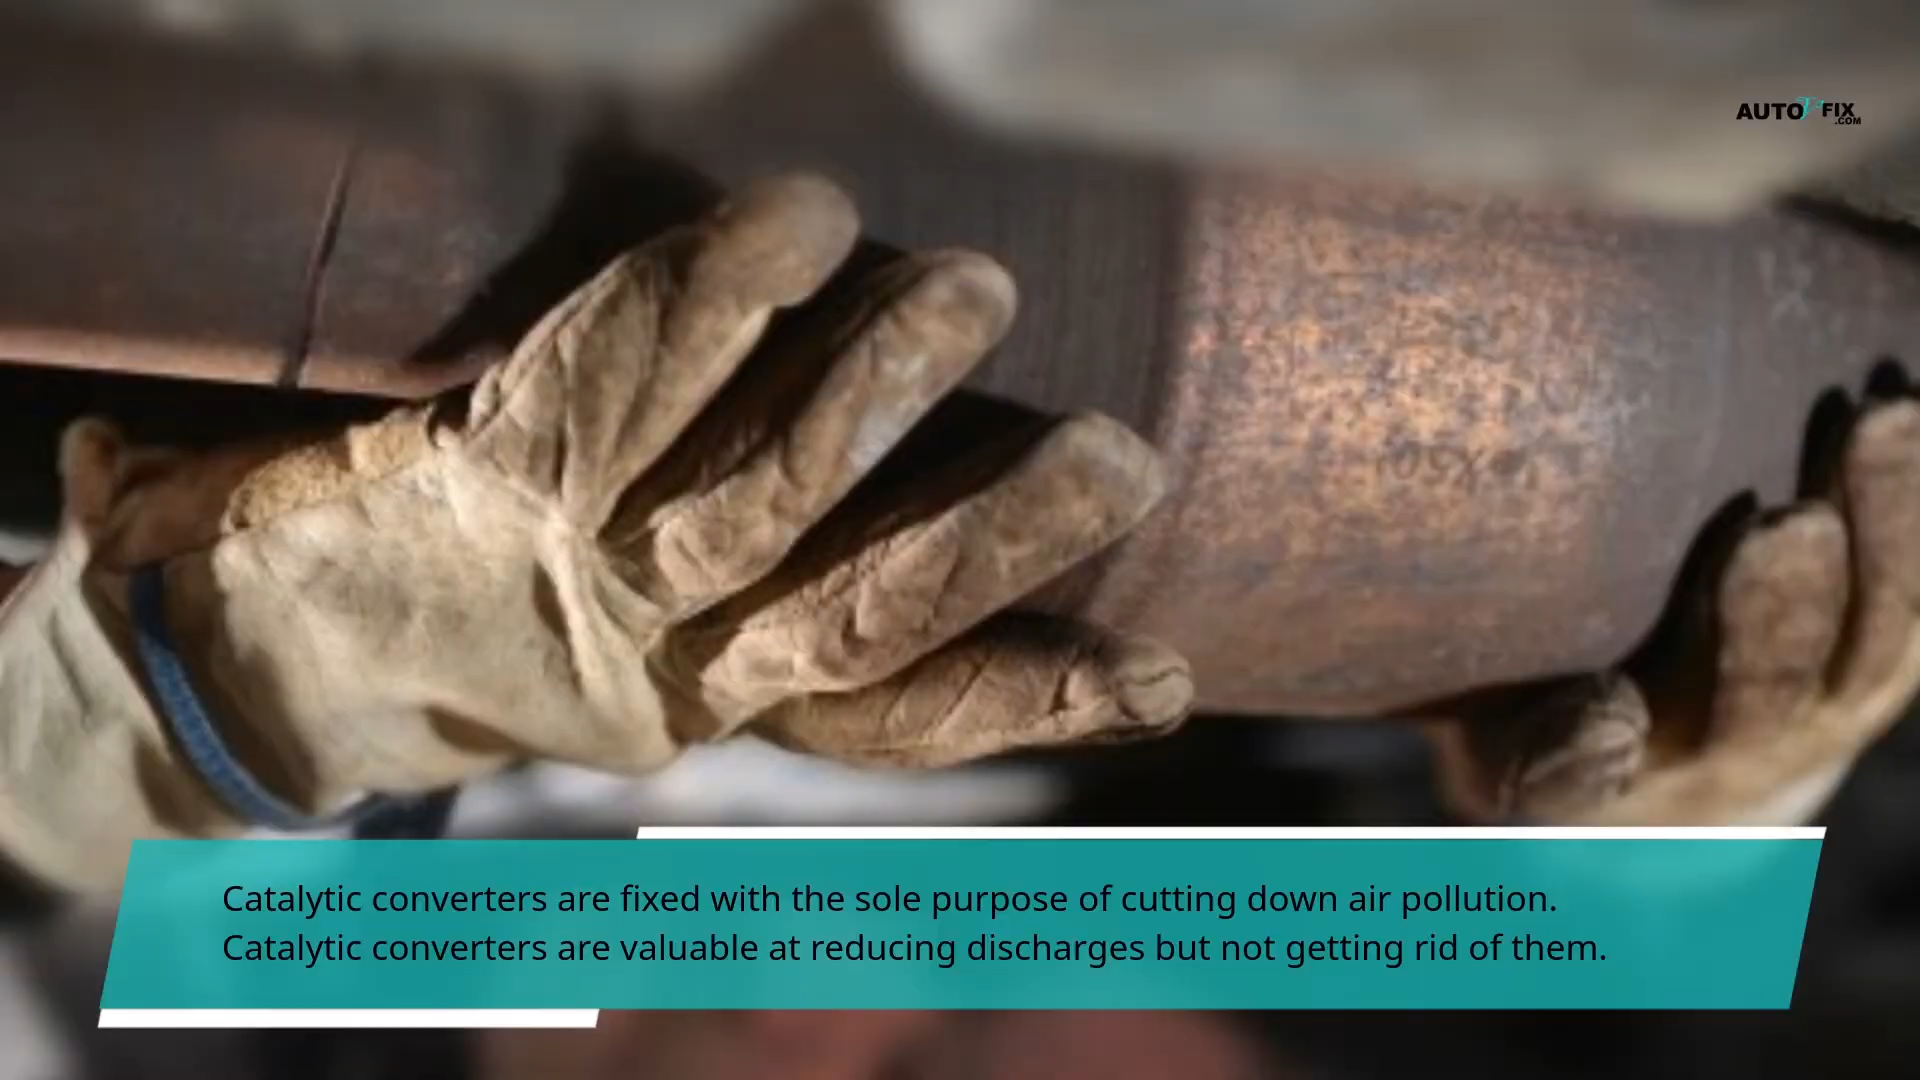 AUTO FIX
.COM
Catalytic converters are fixed with the sole purpose of cutting down air pollution.
Catalytic converters are valuable at reducing discharges but not getting rid of them.